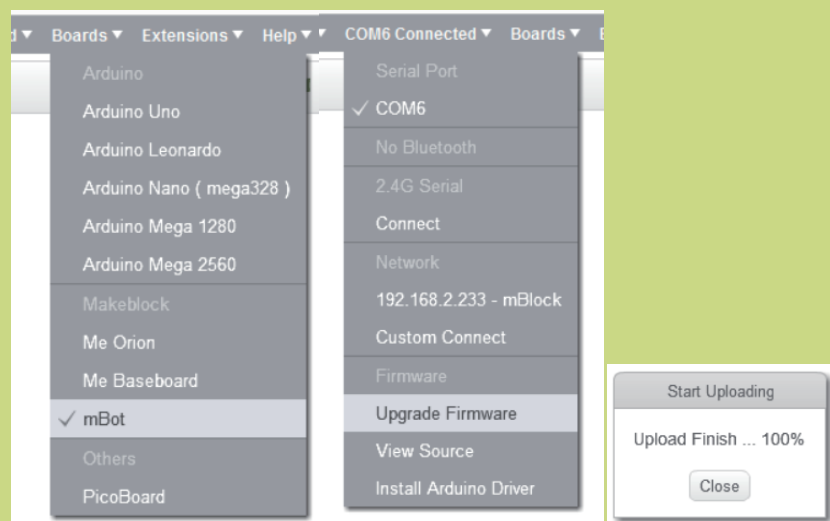 d ▼ Boards ▼ Extensions ▼ Help ▼
Arduino
Arduino Uno
Arduino Leonardo
Arduino Nano ( mega328 )
Arduino Mega 1280
Arduino Mega 2560
Makeblock
Me Orion
Me Baseboard
✓ mBot
Others
PicoBoard
▼ COM6 Connected ▼ Boards ▼
Serial Port
✓ COM6
No Bluetooth
2.4G Serial
Connect
Network
192.168.2.233 - mBlock
Custom Connect
Firmware
Upgrade Firmware
View Source
Install Arduino Driver
Start Uploading
Upload Finish ... 100%
Close